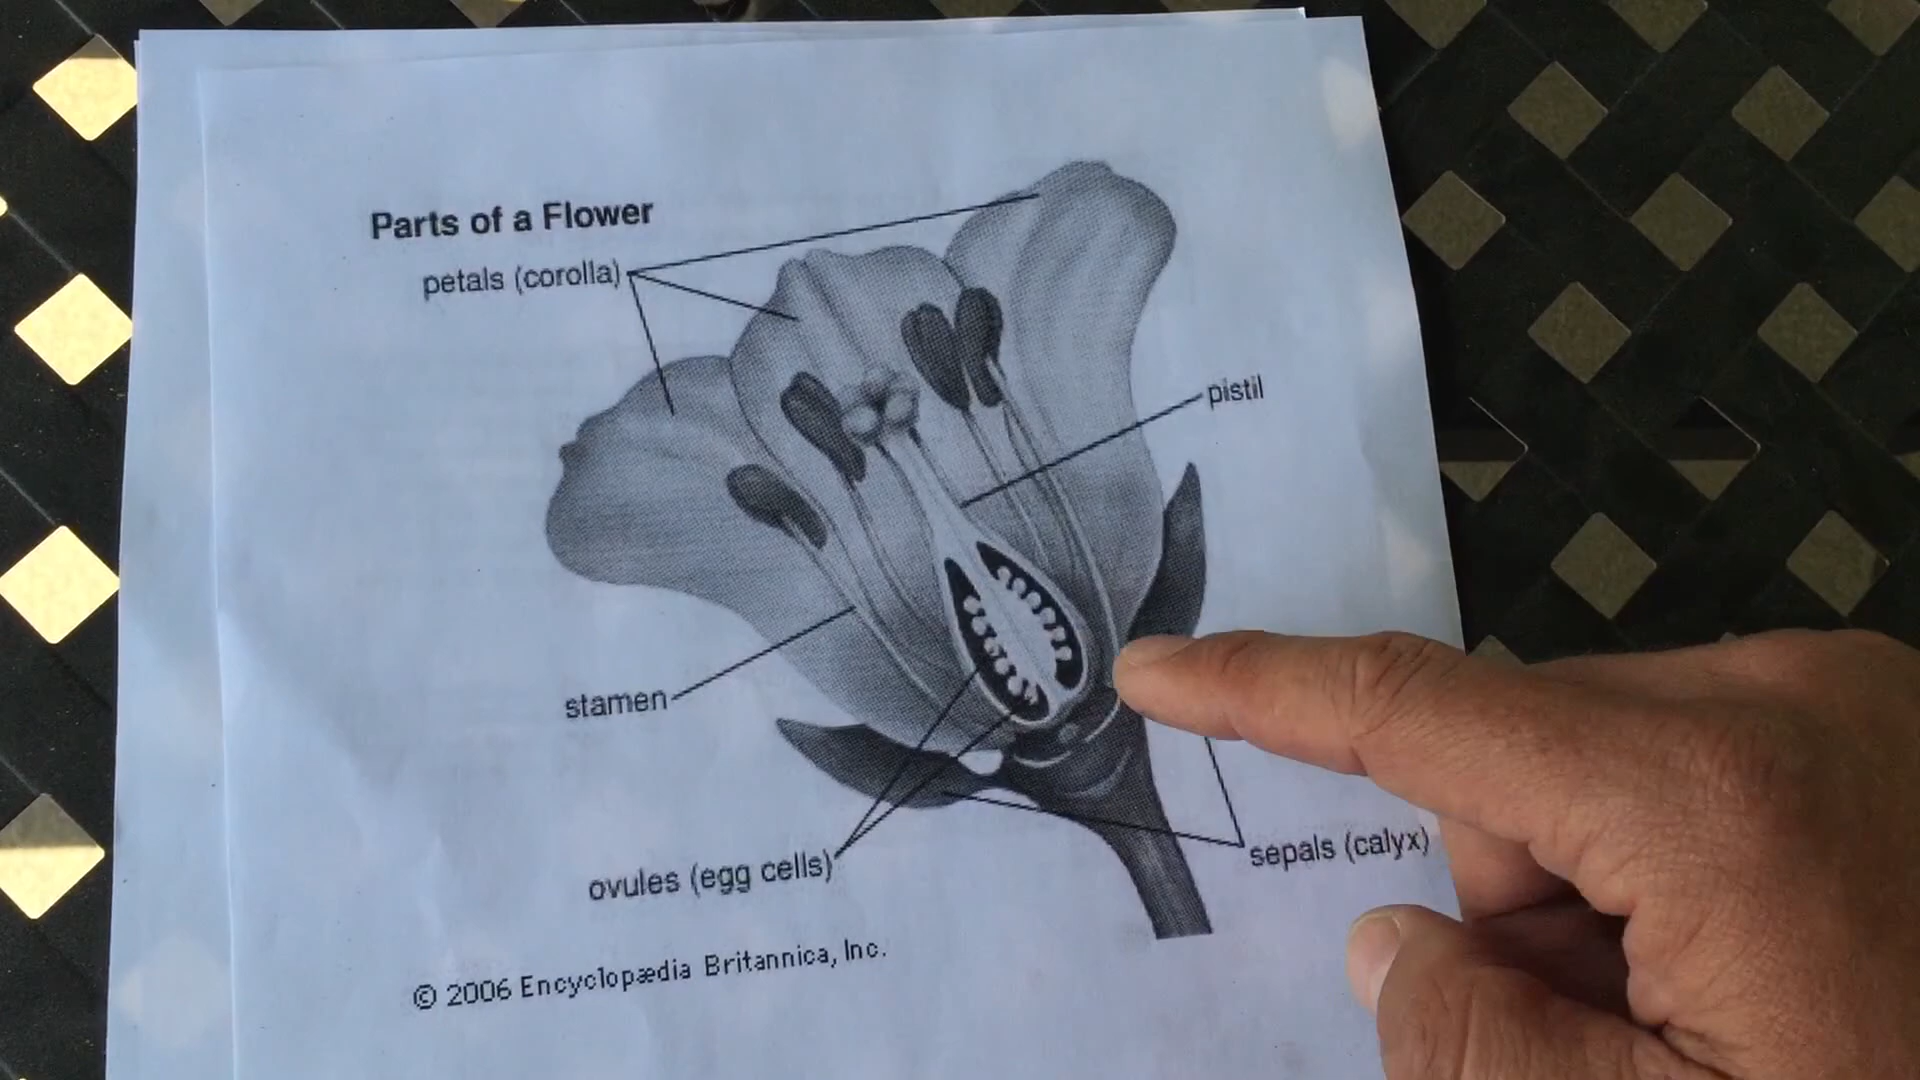 Parts of a Flower
petals (corolla)
pistil
stamen
sepals (calyx)
ovules (egg cells)
© 2006 Encyclopædia Britannica, Inc.